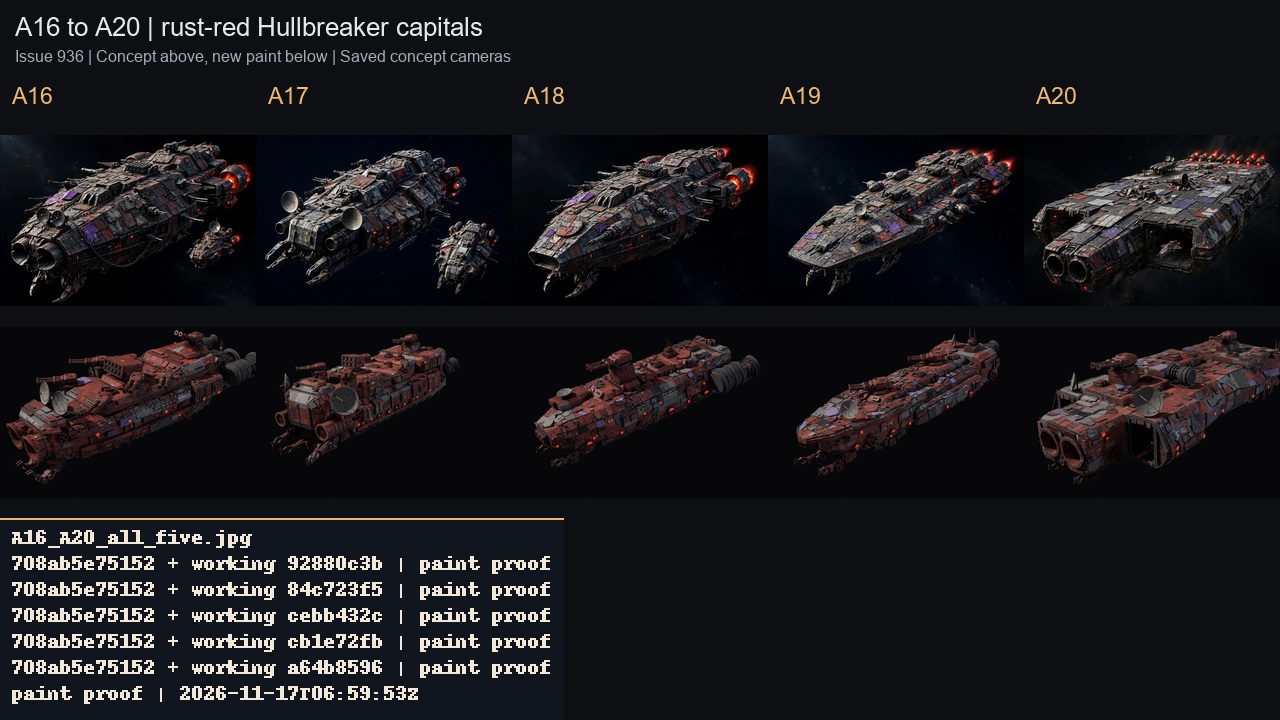 A16 to A20 | rust-red Hullbreaker capitals
Issue 936 | Concept above, new paint below | Saved concept cameras
A16 A17 A18 A19 A20
A16_A20_all_five.jpg
708ab5e75152 + working 92880c3b | paint proof
708ab5e75152 + working 84c723f5 | paint proof
708ab5e75152 + working cebb432c | paint proof
708ab5e75152 + working cb1e72fb | paint proof
708ab5e75152 + working a64b8596 | paint proof
paint proof | 2026-11-17T06:59:53Z